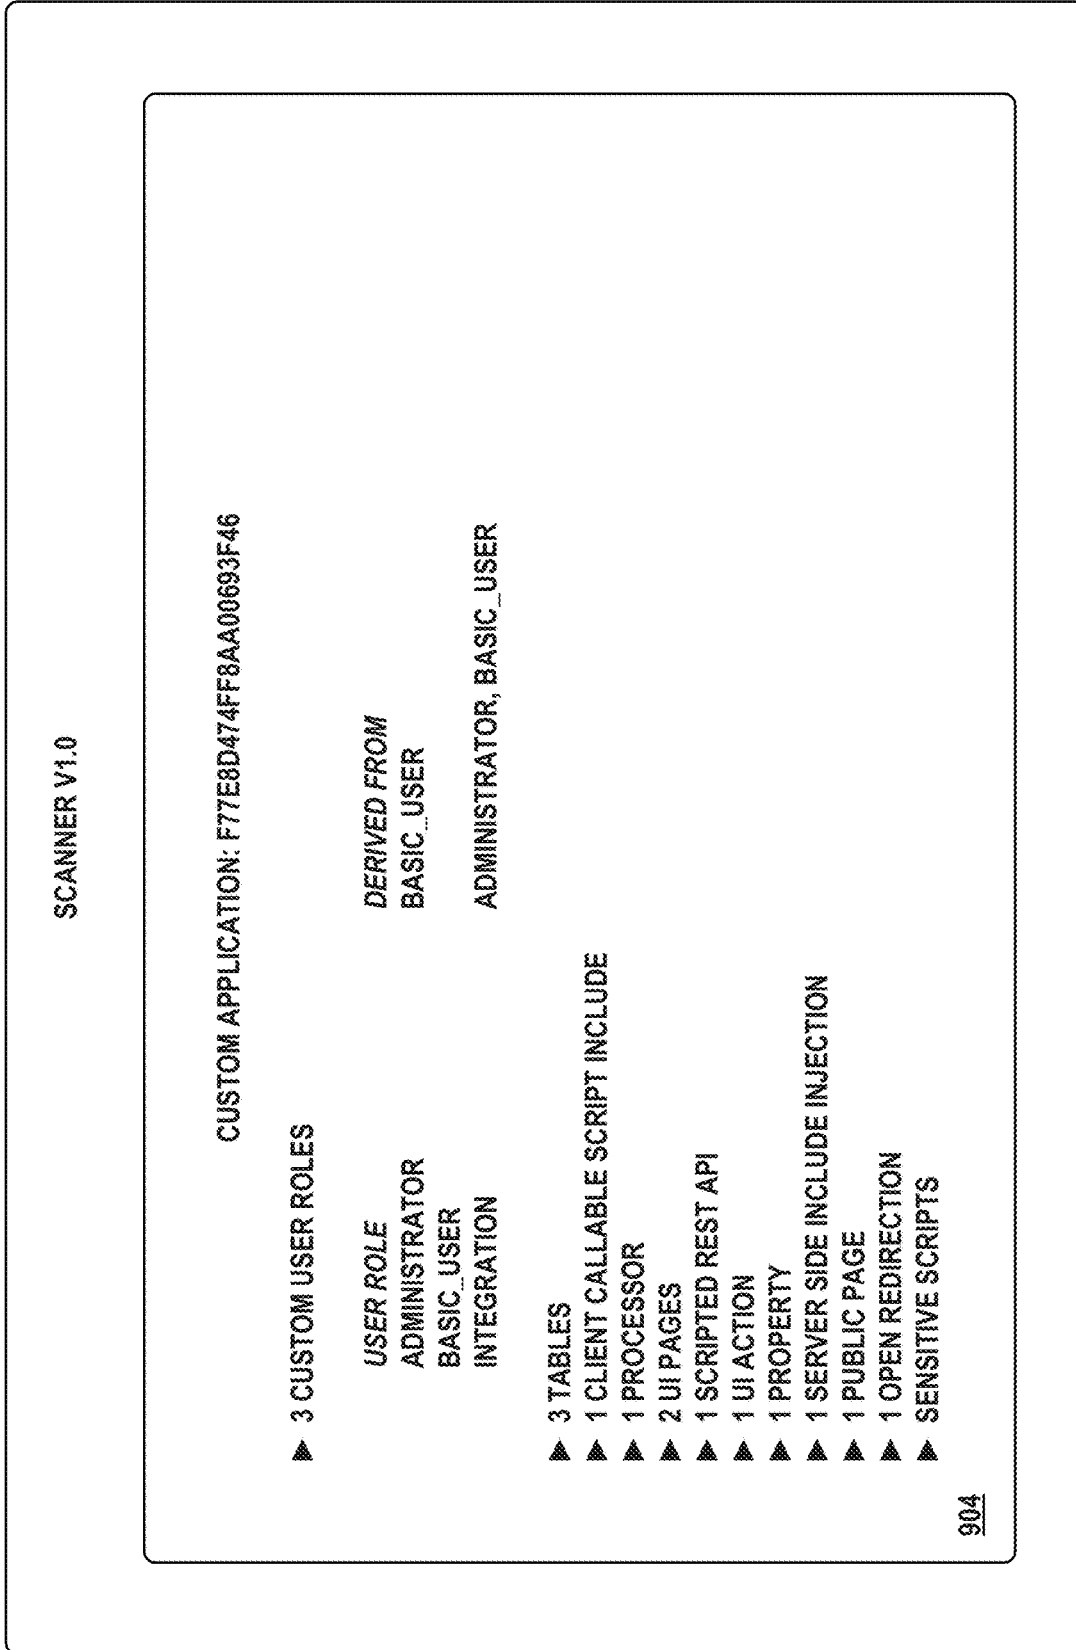 SCANNER V1.0
CUSTOM APPLICATION: F77E8D474FF8AA00693F46
▶ 3 CUSTOM USER ROLES
USER ROLE DERIVED FROM
ADMINISTRATOR BASIC_USER
BASIC_USER
INTEGRATION ADMINISTRATOR, BASIC_USER
▶ 3 TABLES
▶ 1 CLIENT CALLABLE SCRIPT INCLUDE
▶ 1 PROCESSOR
▶ 2 UI PAGES
▶ 1 SCRIPTED REST API
▶ 1 UI ACTION
▶ 1 PROPERTY
▶ 1 SERVER SIDE INCLUDE INJECTION
▶ 1 PUBLIC PAGE
▶ 1 OPEN REDIRECTION
▶ SENSITIVE SCRIPTS
904